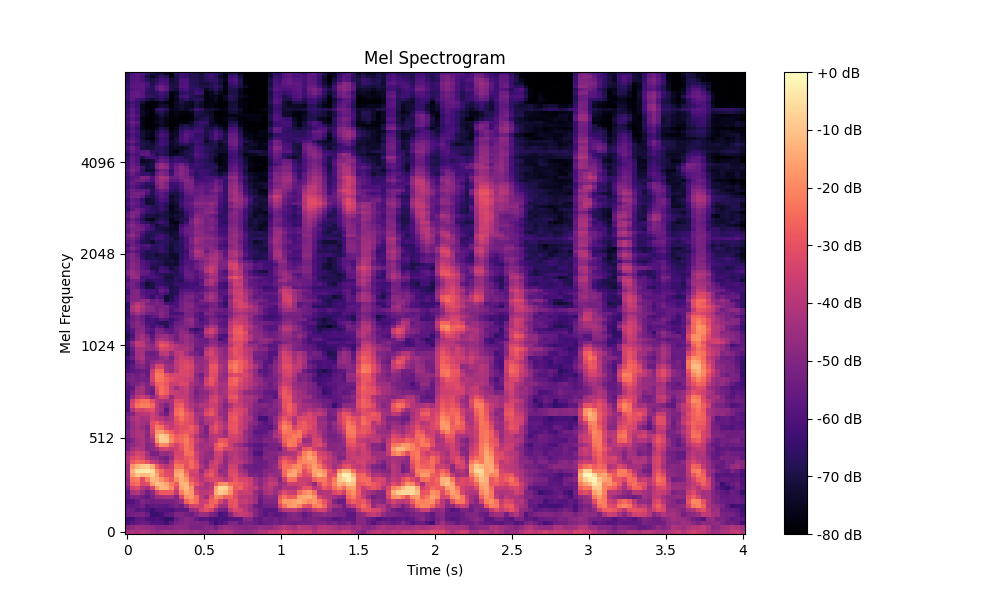 Mel Spectrogram
+0 dB
-10 dB
-20 dB
-30 dB
-40 dB
-50 dB
-60 dB
-70 dB
-80 dB
Mel Frequency
4096
2048
1024
512
0
0 0.5 1 1.5 2 2.5 3 3.5 4
Time (s)